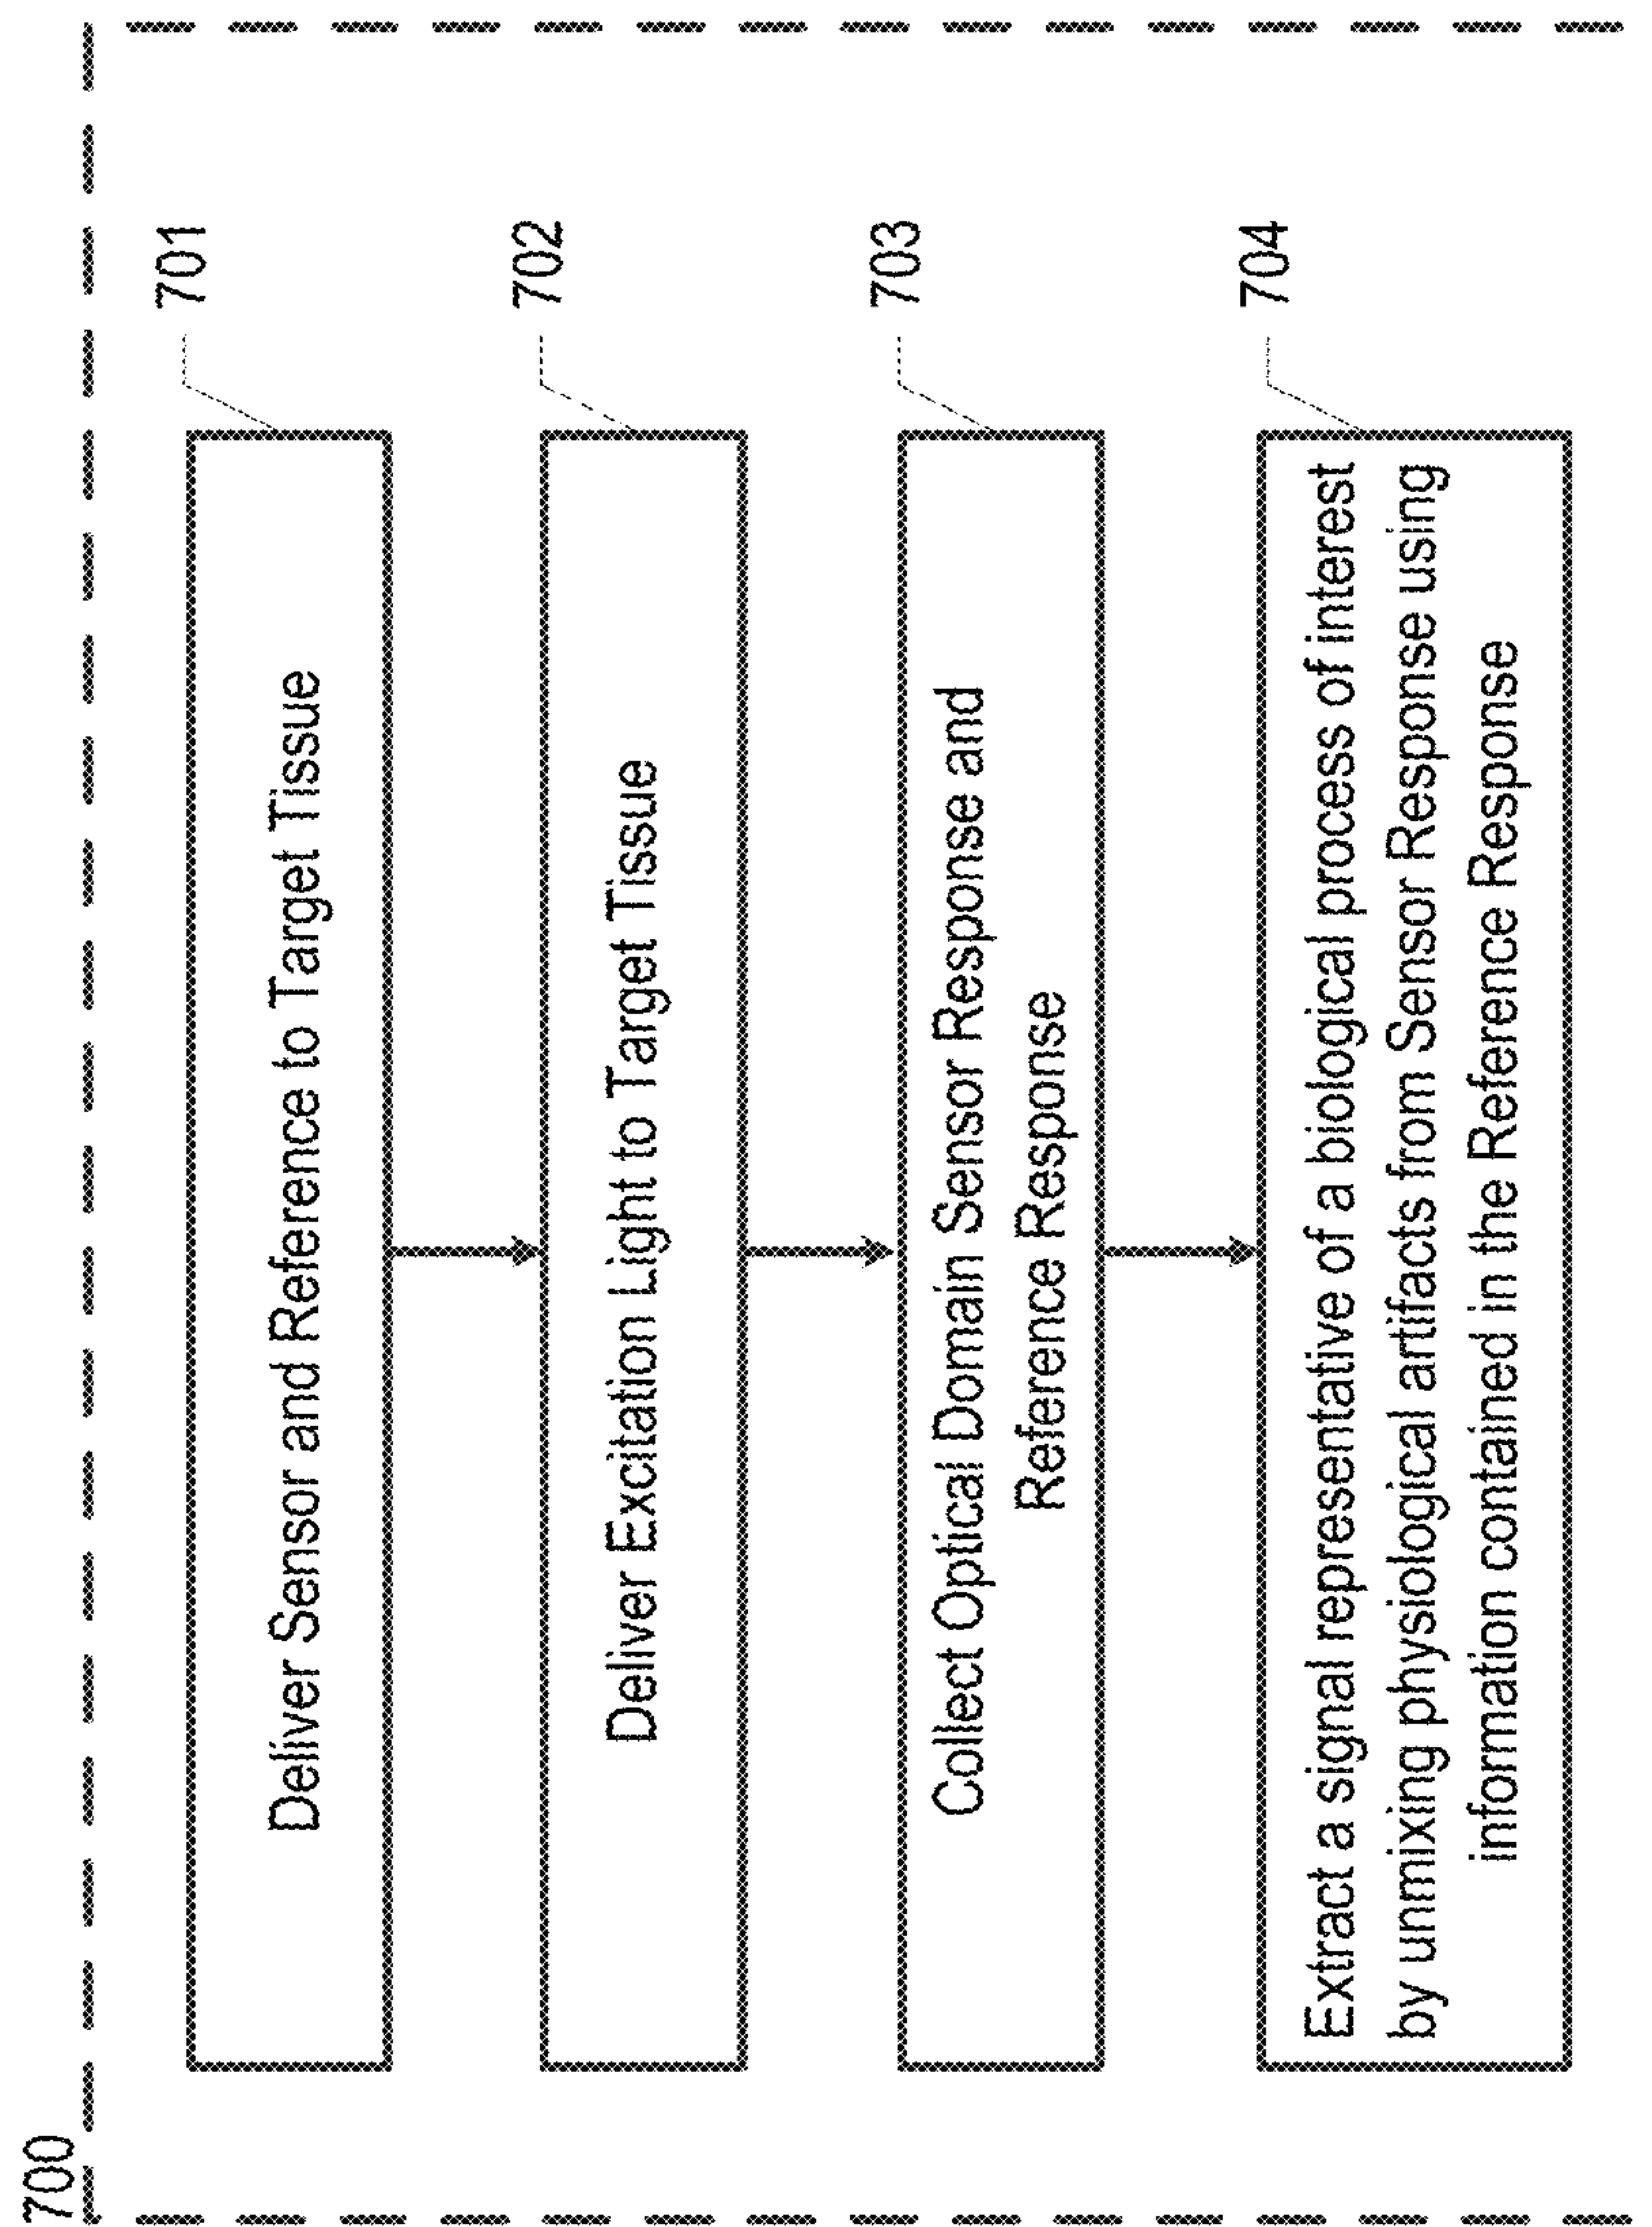 700
Deliver Sensor and Reference to Target Tissue
701
Deliver Excitation Light to Target Tissue
702
Collect Optical Domain Sensor Response and
Reference Response
703
Extract a signal representative of a biological process of interest
by unmixing physiological artifacts from Sensor Response using
information contained in the Reference Response
704